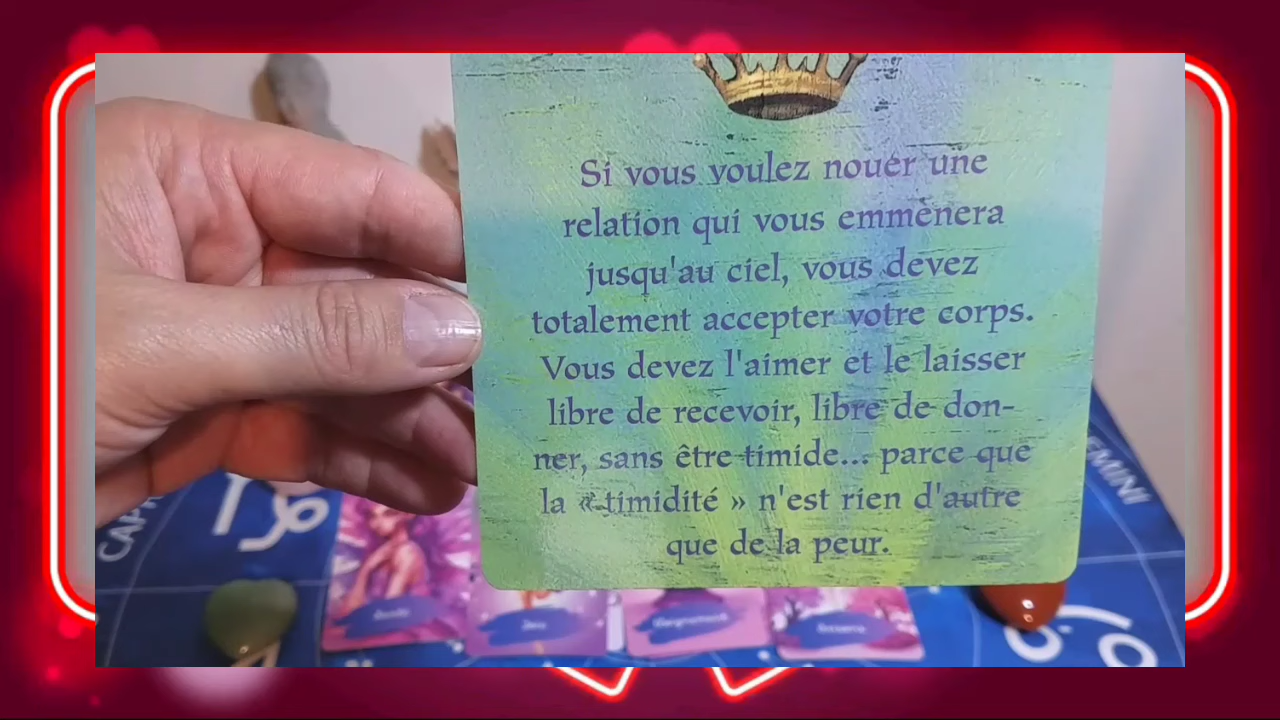 Si vous voulez nouer une
relation qui vous emmènera
jusqu'au ciel, vous devez
totalement accepter votre corps.
Vous devez l'aimer et le laisser
libre de recevoir, libre de don-
ner, sans être timide... parce que
la « timidité » n'est rien d'autre
que de la peur.